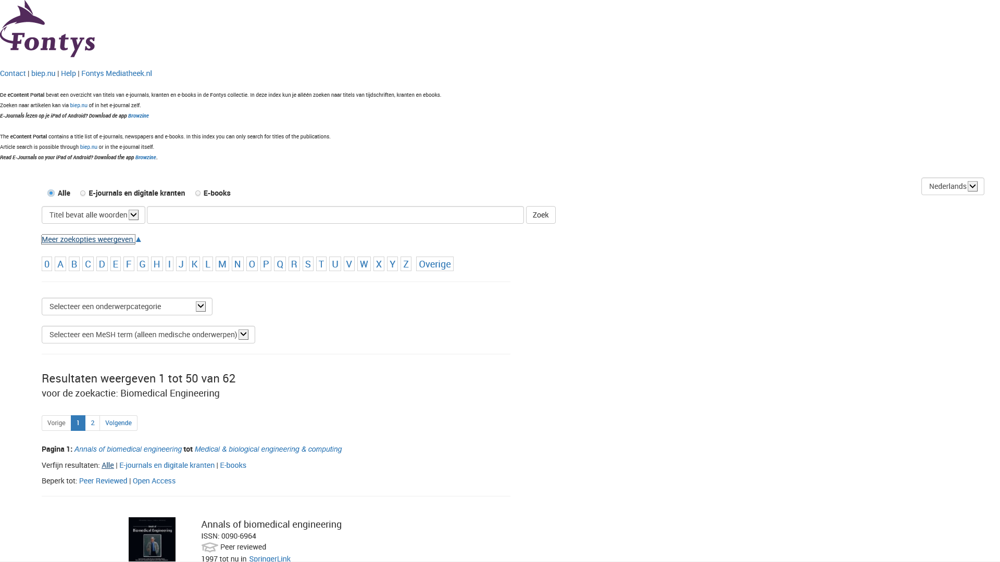 Fontys
Contact | biep.nu | Help | Fontys Mediatheek.nl
De eContent Portal bevat een overzicht van titels van e-journals, kranten en e-books in de Fontys collectie. In deze index kun je alléén zoeken naar titels van tijdschriften, kranten en ebooks.
Zoeken naar artikelen kan via biep.nu of in het e-journal zelf.
E-Journals lezen op je iPad of Android? Download de app Browzine
The eContent Portal contains a title list of e-journals, newspapers and e-books. In this index you can only search for titles of the publications.
Article search is possible through biep.nu or in the e-journal itself.
Read E-Journals on your iPad of Android? Download the app Browzine.
Nederlands
Alle E-journals en digitale kranten E-books
Titel bevat alle woorden Zoek
Meer zoekopties weergeven ▲
0 A B C D E F G H I J K L M N O P Q R S T U V W X Y Z Overige
Selecteer een onderwerpcategorie
Selecteer een MeSH term (alleen medische onderwerpen)
Resultaten weergeven 1 tot 50 van 62
voor de zoekactie: Biomedical Engineering
Vorige 1 2 Volgende
Pagina 1: Annals of biomedical engineering tot Medical & biological engineering & computing
Verfijn resultaten: Alle | E-journals en digitale kranten | E-books
Beperk tot: Peer Reviewed | Open Access
Annals of
Biomedical Engineering
Annals of biomedical engineering
ISSN: 0090-6964
Peer reviewed
1997 tot nu in SpringerLink